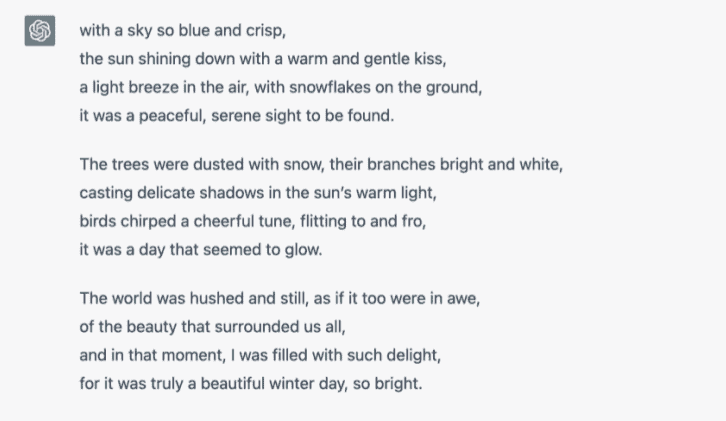 with a sky so blue and crisp,
the sun shining down with a warm and gentle kiss,
a light breeze in the air, with snowflakes on the ground,
it was a peaceful, serene sight to be found.
The trees were dusted with snow, their branches bright and white,
casting delicate shadows in the sun’s warm light,
birds chirped a cheerful tune, flitting to and fro,
it was a day that seemed to glow.
The world was hushed and still, as if it too were in awe,
of the beauty that surrounded us all,
and in that moment, I was filled with such delight,
for it was truly a beautiful winter day, so bright.